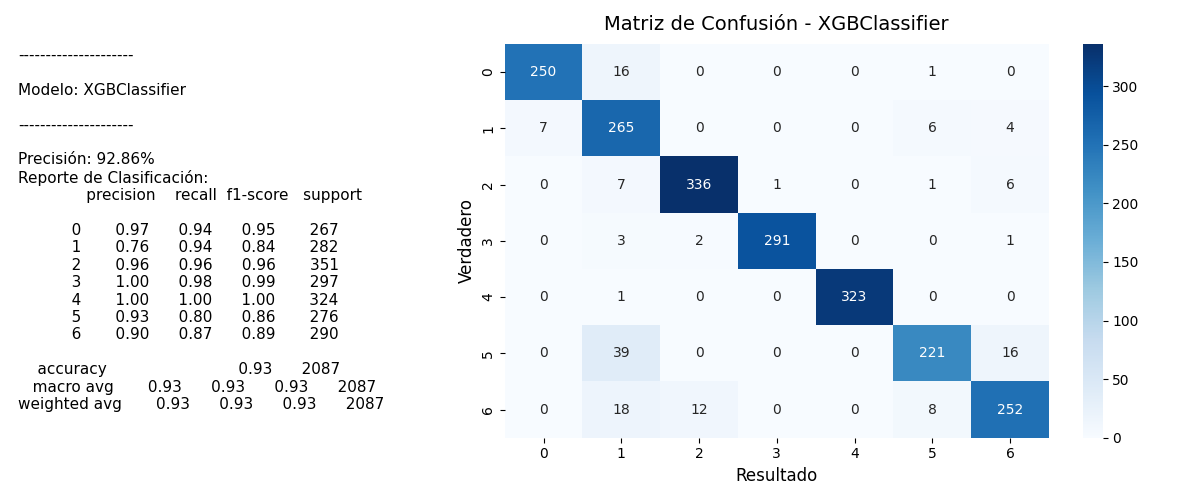 ---------------------
Modelo: XGBClassifier
---------------------
Precisión: 92.86%
Reporte de Clasificación:
precision recall f1-score support
0 0.97 0.94 0.95 267
1 0.76 0.94 0.84 282
2 0.96 0.96 0.96 351
3 1.00 0.98 0.99 297
4 1.00 1.00 1.00 324
5 0.93 0.80 0.86 276
6 0.90 0.87 0.89 290
accuracy 0.93 2087
macro avg 0.93 0.93 0.93 2087
weighted avg 0.93 0.93 0.93 2087
Matriz de Confusión - XGBClassifier
Verdadero
0 250 16 0 0 0 1 0
1 7 265 0 0 0 6 4
2 0 7 336 1 0 1 6
3 0 3 2 291 0 0 1
4 0 1 0 0 323 0 0
5 0 39 0 0 0 221 16
6 0 18 12 0 0 8 252
0 1 2 3 4 5 6
Resultado
300
250
200
150
100
50
0